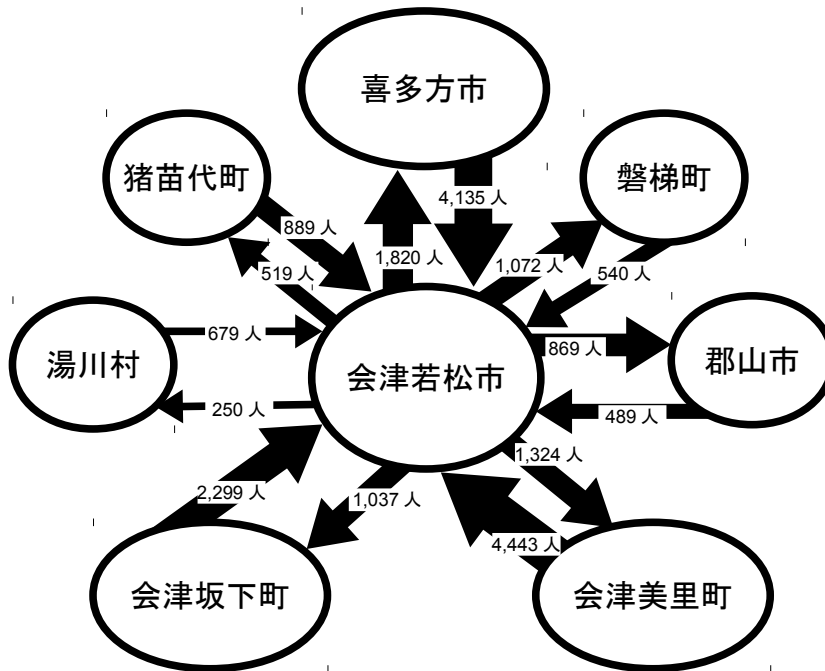 喜多方市
猪苗代町
磐梯町
889 人
4,135 人
1,820 人
1,072 人
540 人
519 人
湯川村
679 人
会津若松市
869 人
郡山市
250 人
489 人
2,299 人
1,037 人
1,324 人
4,443 人
会津坂下町
会津美里町